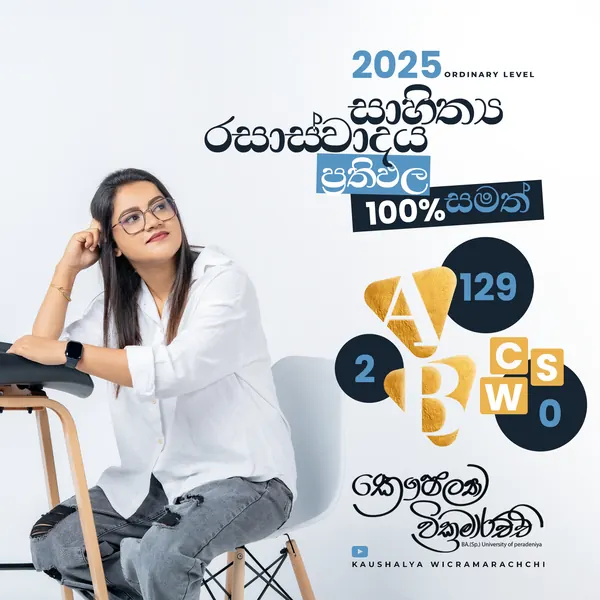 2025 ORDINARY LEVEL
සාහිත්‍ය
රසාස්වාදය
ප්‍රතිඵල
100% සමත්
A 129
2 B
C S
W 0
කෞශල්‍යා
වික්‍රමාරච්චි
BA.(Sp.) University of peradeniya
KAUSHALYA WICRAMARACHCHI